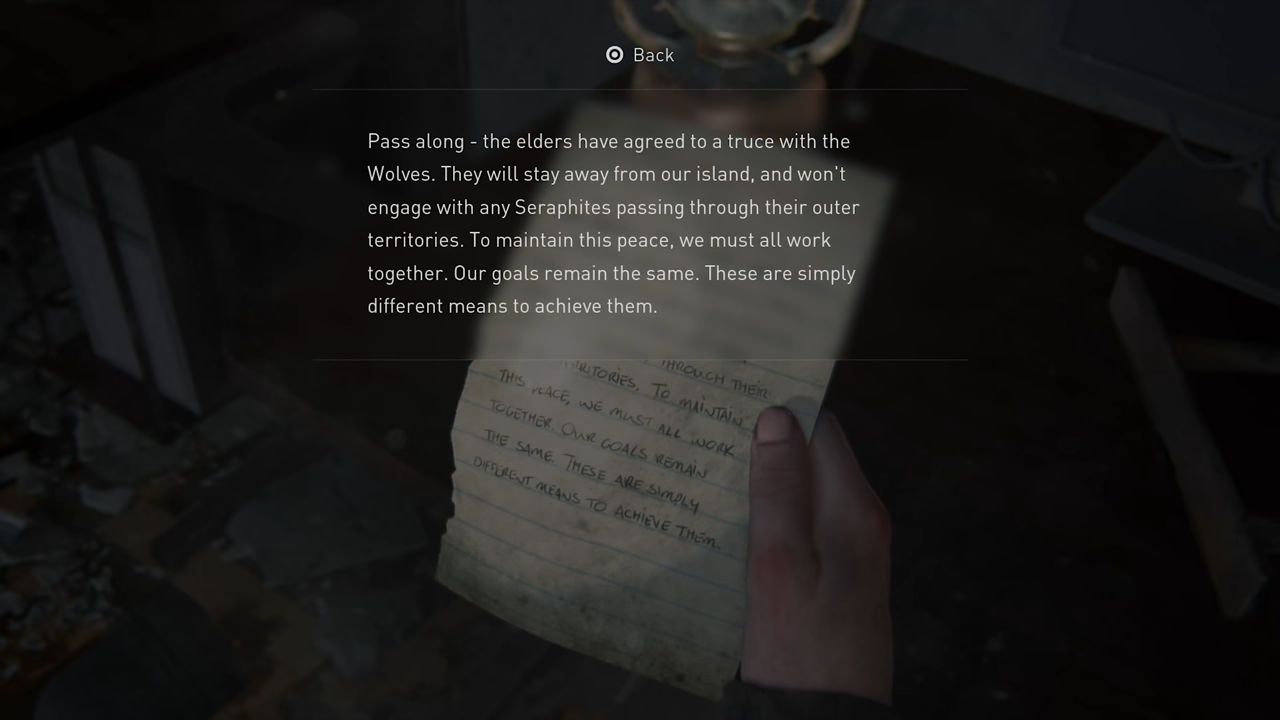 Back
Pass along - the elders have agreed to a truce with the
Wolves. They will stay away from our island, and won't
engage with any Seraphites passing through their outer
territories. To maintain this peace, we must all work
together. Our goals remain the same. These are simply
different means to achieve them.
THROUGH THEIR
TERRITORIES. TO MAINTAIN
THIS PEACE, WE MUST ALL WORK
TOGETHER. OUR GOALS REMAIN
THE SAME. THESE ARE SIMPLY
DIFFERENT MEANS TO ACHIEVE THEM.